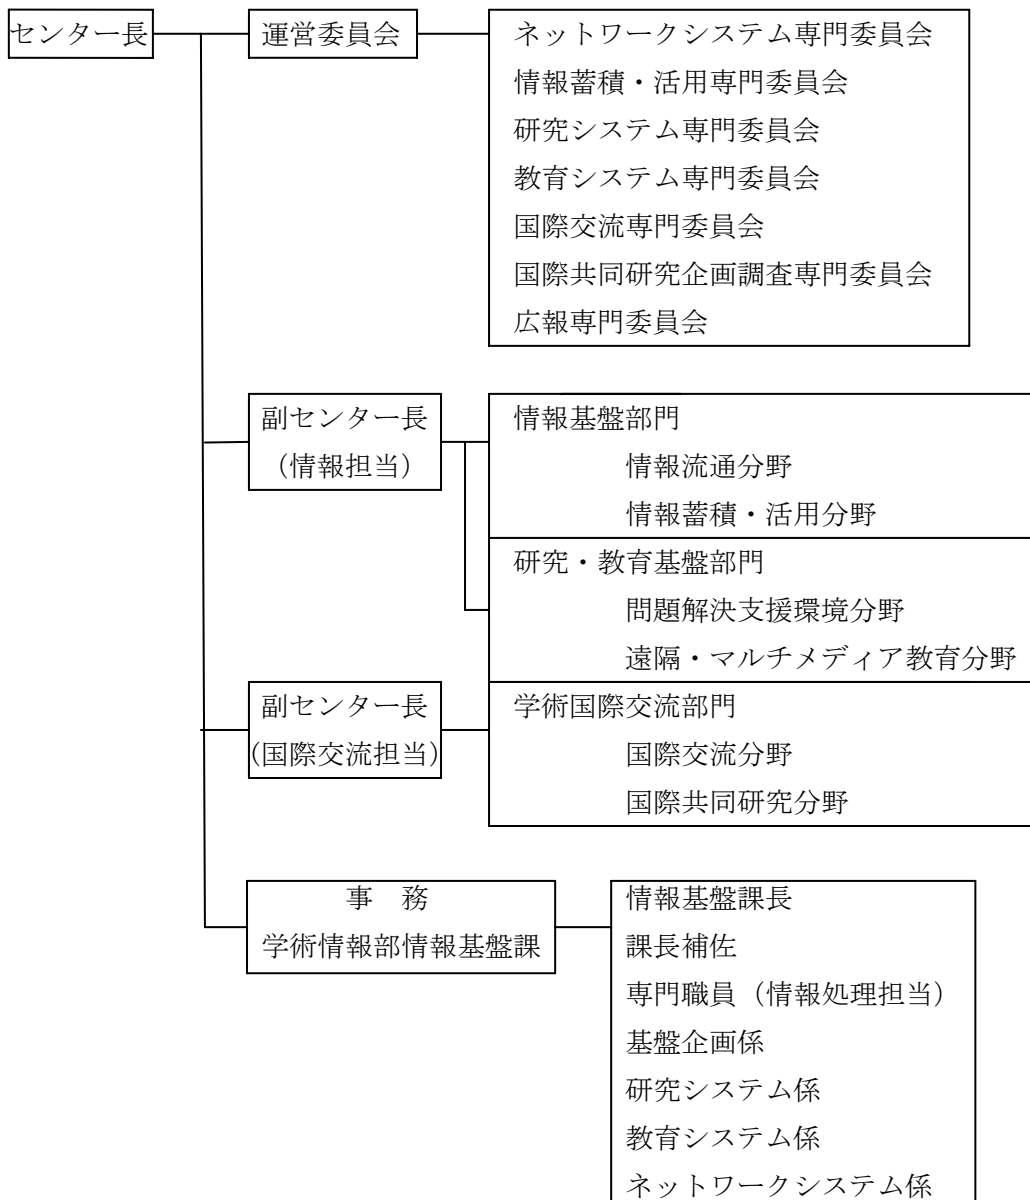 センター長
運営委員会
ネットワークシステム専門委員会
情報蓄積・活用専門委員会
研究システム専門委員会
教育システム専門委員会
国際交流専門委員会
国際共同研究企画調査専門委員会
広報専門委員会
副センター長
（情報担当）
情報基盤部門
情報流通分野
情報蓄積・活用分野
研究・教育基盤部門
問題解決支援環境分野
遠隔・マルチメディア教育分野
副センター長
(国際交流担当)
学術国際交流部門
国際交流分野
国際共同研究分野
事　務
学術情報部情報基盤課
情報基盤課長
課長補佐
専門職員（情報処理担当）
基盤企画係
研究システム係
教育システム係
ネットワークシステム係